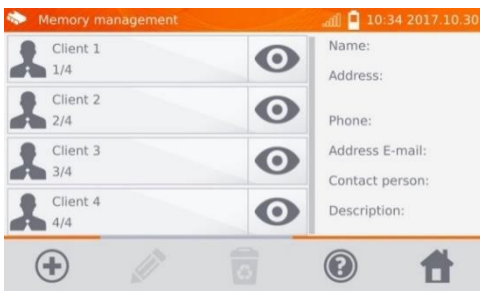 Memory management
10:34 2017.10.30
Client 1
1/4
Client 2
2/4
Client 3
3/4
Client 4
4/4
Name:
Address:
Phone:
Address E-mail:
Contact person:
Description: